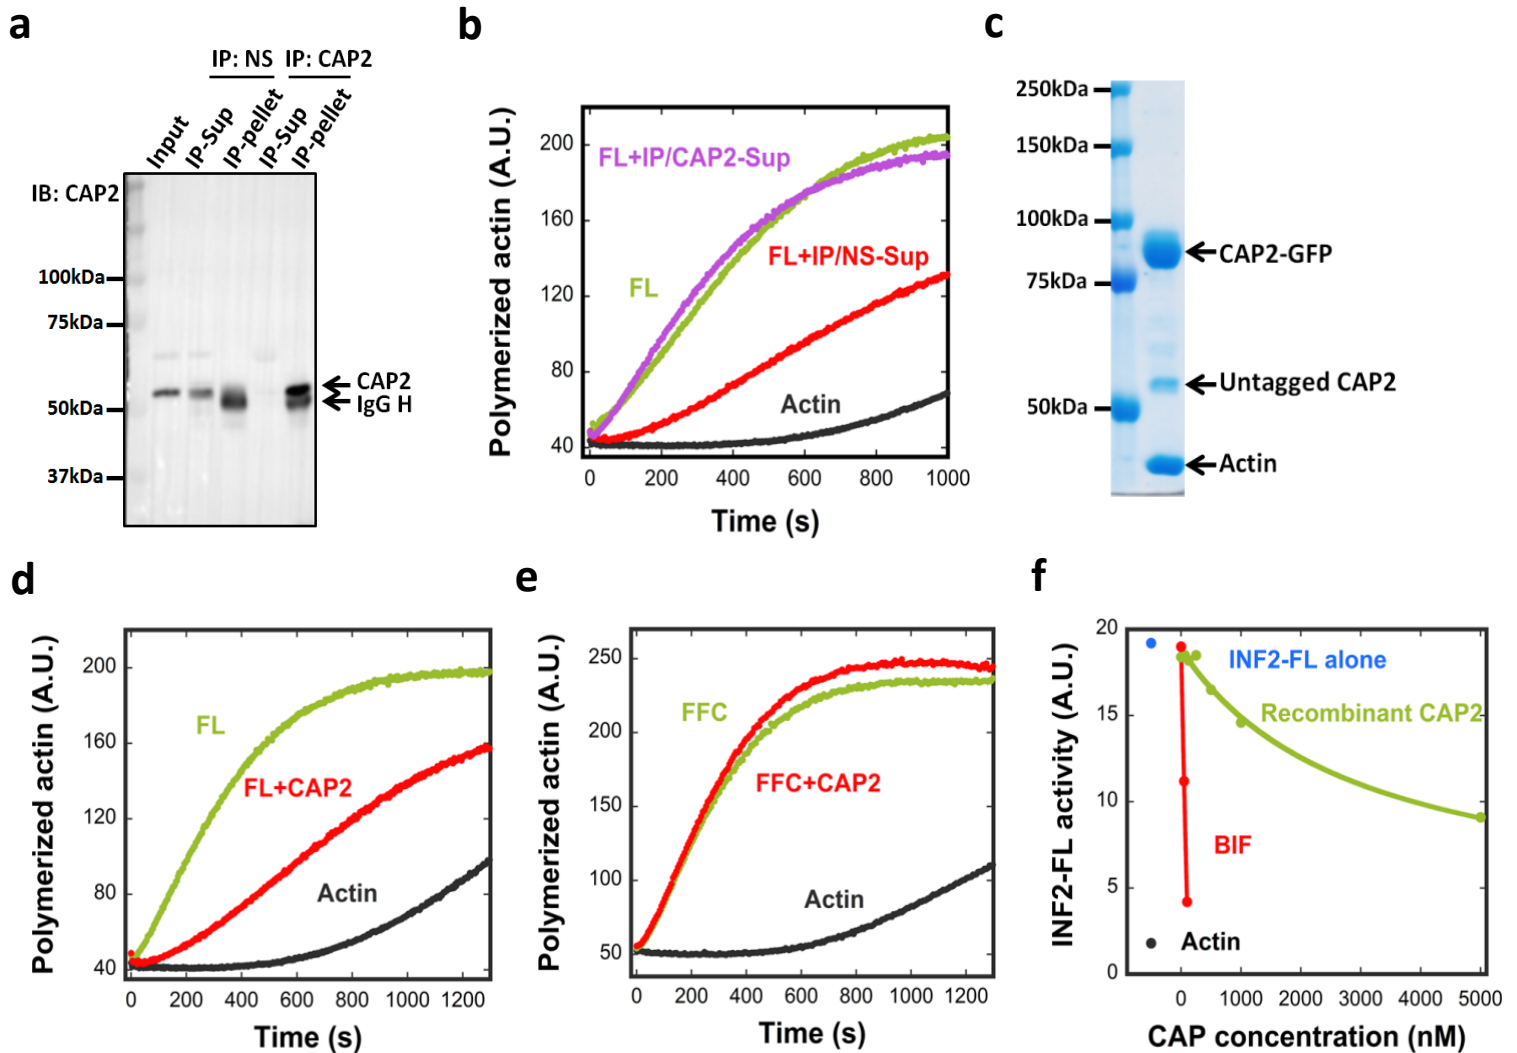 a
IP: NS IP: CAP2
Input IP-Sup IP-pellet IP-Sup IP-pellet
IB: CAP2
100kDa
75kDa
50kDa
37kDa
CAP2
IgG H
b
Polymerized actin (A.U.)
200
160
120
80
40
FL+IP/CAP2-Sup
FL+IP/NS-Sup
FL
Actin
0 200 400 600 800 1000
Time (s)
c
250kDa
150kDa
100kDa
75kDa
50kDa
CAP2-GFP
Untagged CAP2
Actin
d
Polymerized actin (A.U.)
200
160
120
80
40
FL
FL+CAP2
Actin
0 200 400 600 800 1000 1200
Time (s)
e
Polymerized actin (A.U.)
250
200
150
100
50
FFC
FFC+CAP2
Actin
0 200 400 600 800 1000 1200
Time (s)
f
INF2-FL activity (A.U.)
20
15
10
5
0
INF2-FL alone
Recombinant CAP2
BIF
Actin
0 1000 2000 3000 4000 5000
CAP concentration (nM)